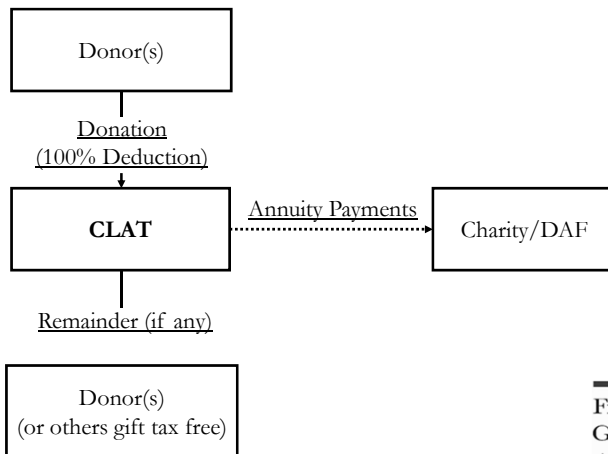 Donor(s)
Donation
(100% Deduction)
CLAT
Annuity Payments
Charity/DAF
Remainder (if any)
Donor(s)
(or others gift tax free)